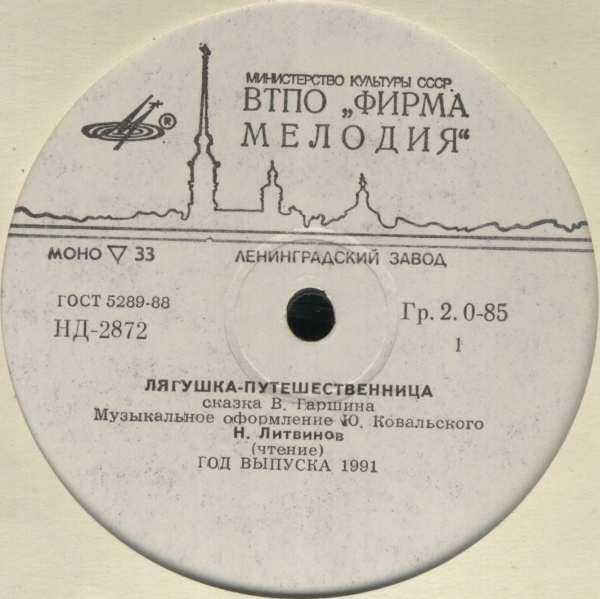 МИНИСТЕРСТВО КУЛЬТУРЫ СССР
ВТПО „ФИРМА
МЕЛОДИЯ“
®
МОНО ▽ 33
ЛЕНИНГРАДСКИЙ ЗАВОД
ГОСТ 5289-88
Гр. 2. 0-85
НД-2872
1
ЛЯГУШКА-ПУТЕШЕСТВЕННИЦА
сказка В. Гаршина
Музыкальное оформление Ю. Ковальского
Н. Литвинов
(чтение)
ГОД ВЫПУСКА 1991